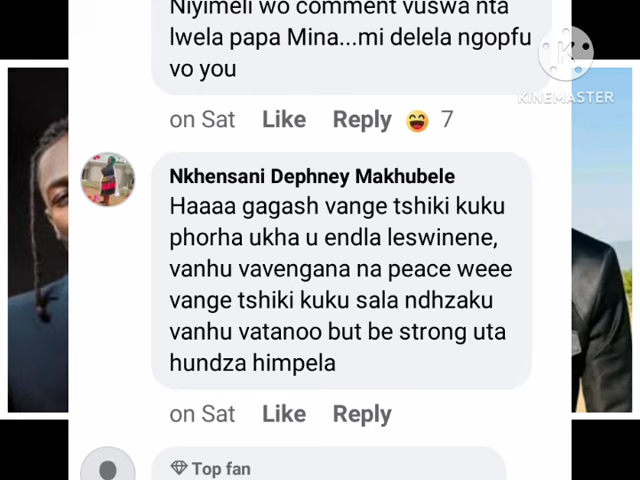 Niyimeli wo comment vuswa nta
lwela papa Mina...mi delela ngopfu
vo you
on Sat Like Reply 7
KINEMASTER
Nkhensani Dephney Makhubele
Haaaa gagash vange tshiki kuku
phorha ukha u endla leswinene,
vanhu vavengana na peace weee
vange tshiki kuku sala ndhzaku
vanhu vatanoo but be strong uta
hundza himpela
on Sat Like Reply
Top fan